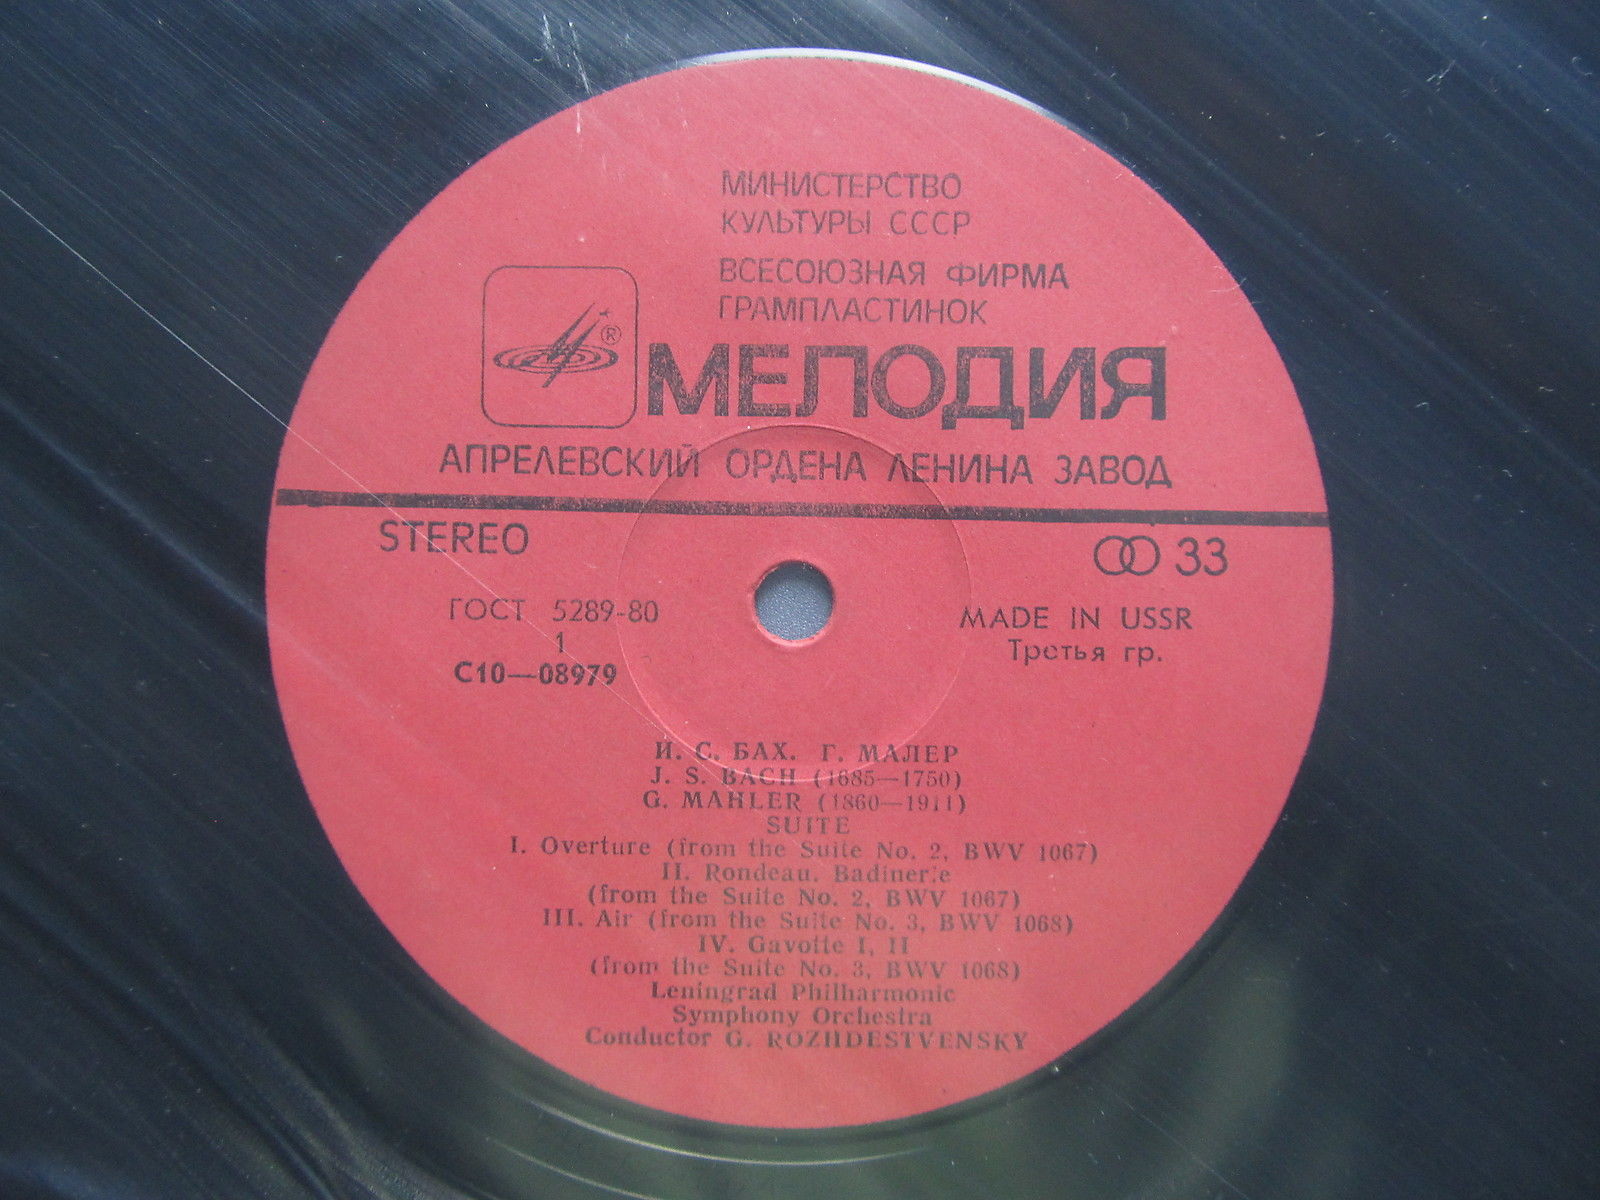 МИНИСТЕРСТВО
КУЛЬТУРЫ СССР
ВСЕСОЮЗНАЯ ФИРМА
ГРАМПЛАСТИНОК
®
МЕЛОДИЯ
АПРЕЛЕВСКИЙ ОРДЕНА ЛЕНИНА ЗАВОД
STEREO
33
ГОСТ 5289-80
MADE IN USSR
1
Третья гр.
С10—08979
И. С. БАХ. Г. МАЛЕР
J. S. BACH (1685—1750)
G. MAHLER (1860—1911)
SUITE
I. Overture (from the Suite No. 2, BWV 1067)
II. Rondeau. Badinerie
(from the Suite No. 2, BWV 1067)
III. Air (from the Suite No. 3, BWV 1068)
IV. Gavotte I, II
(from the Suite No. 3, BWV 1068)
Leningrad Philharmonic
Symphony Orchestra
Conductor G. ROZHDESTVENSKY